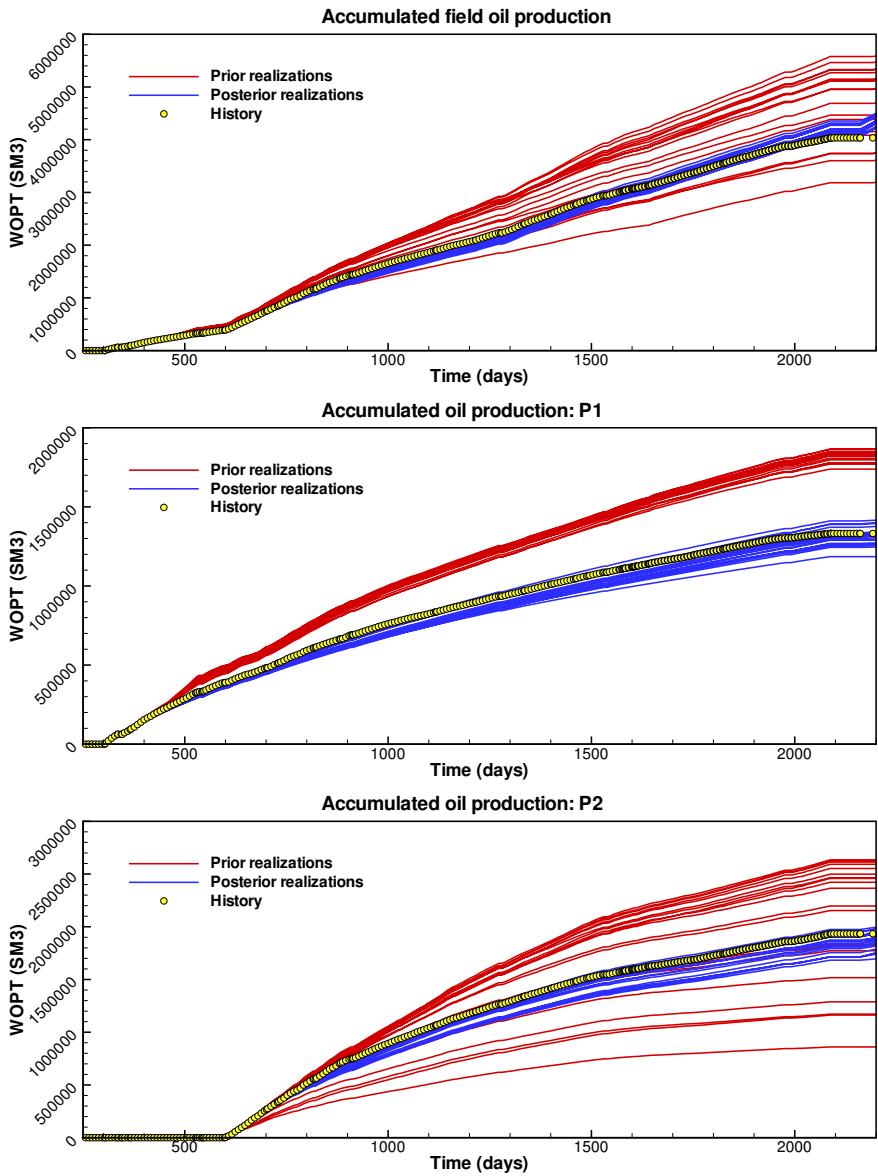 Accumulated field oil production
6000000
5000000
4000000
3000000
2000000
1000000
0
WOPT (SM3)
Prior realizations
Posterior realizations
History
500
1000
1500
2000
Time (days)
Accumulated oil production: P1
2000000
1500000
1000000
500000
0
WOPT (SM3)
Prior realizations
Posterior realizations
History
500
1000
1500
2000
Time (days)
Accumulated oil production: P2
3000000
2500000
2000000
1500000
1000000
500000
0
WOPT (SM3)
Prior realizations
Posterior realizations
History
500
1000
1500
2000
Time (days)